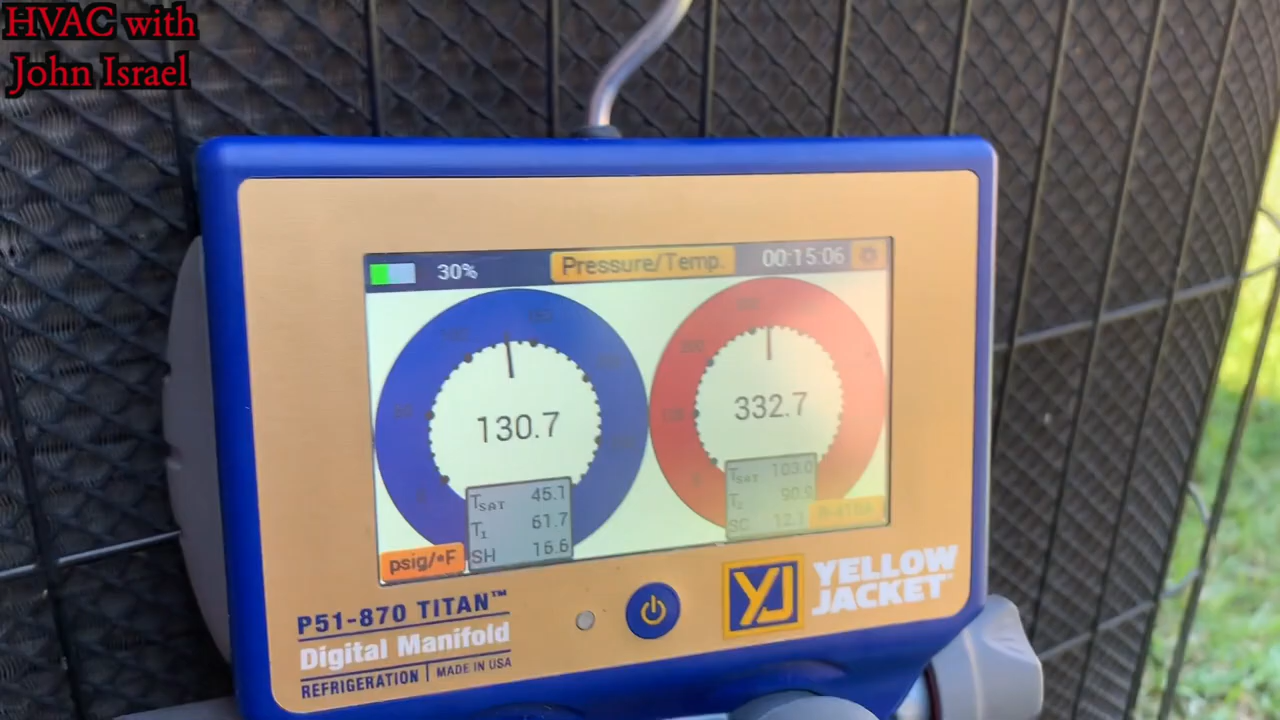 HVAC with
John Israel
30%
Pressure/Temp.
00:15:06
130.7
332.7
TSAT 45.1
T1 61.7
SH 16.6
TSAT 103.0
T2 90.9
SC 12.1
psig/°F
P51-870 TITAN™
Digital Manifold
REFRIGERATION | MADE IN USA
YJ
YELLOW
JACKET